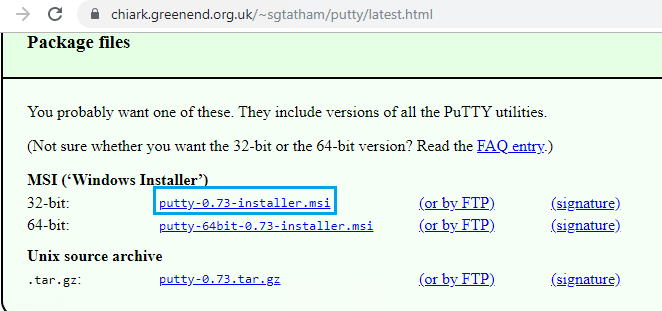 chiark.greenend.org.uk/~sgtatham/putty/latest.html
Package files
You probably want one of these. They include versions of all the PuTTY utilities.
(Not sure whether you want the 32-bit or the 64-bit version? Read the FAQ entry.)
MSI (‘Windows Installer’)
32-bit: putty-0.73-installer.msi (or by FTP) (signature)
64-bit: putty-64bit-0.73-installer.msi (or by FTP) (signature)
Unix source archive
.tar.gz: putty-0.73.tar.gz (or by FTP) (signature)